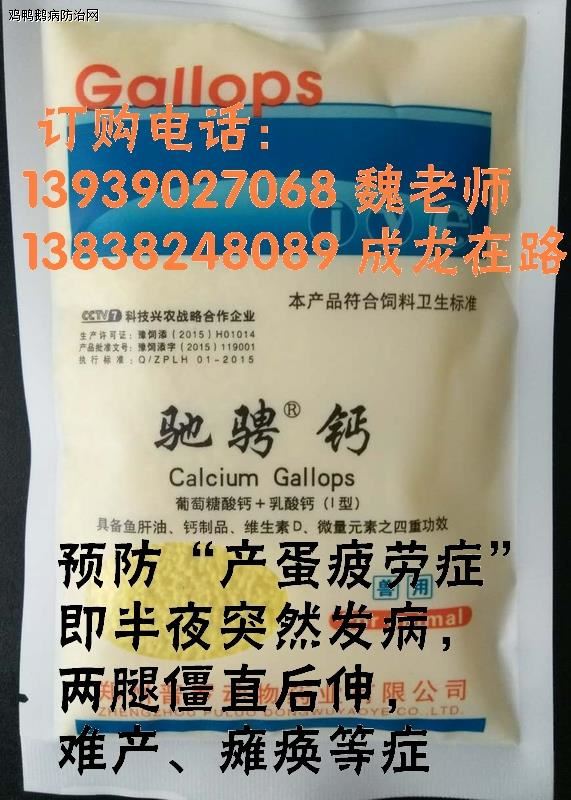 鸡鸭鹅病防治网
Gallops
订购电话：
13939027068 魏老师
13838248089 成龙在路
本产品符合饲料卫生标准
CCTV7 科技兴农战略合作企业
生产许可证：豫饲添（2015）H01014
产品批准文号：豫饲添字（2015）119001
执行标准：Q/ZPLH 01-2015
驰骋® 钙
Calcium Gallops
葡萄糖酸钙＋乳酸钙（I型）
具备鱼肝油、钙制品、维生素D、微量元素之四重功效
预防“产蛋疲劳症”
兽用
即半夜突然发病，
两腿僵直后伸，
ZHENGZHOU PULUO DONGWUYAOYE CO.,LTD.
难产、瘫痪等症